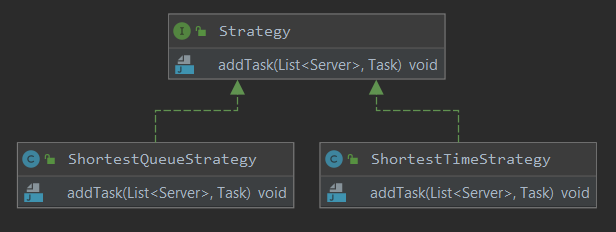 I Strategy
J addTask(List<Server>, Task) void
C ShortestQueueStrategy
J addTask(List<Server>, Task) void
C ShortestTimeStrategy
J addTask(List<Server>, Task) void